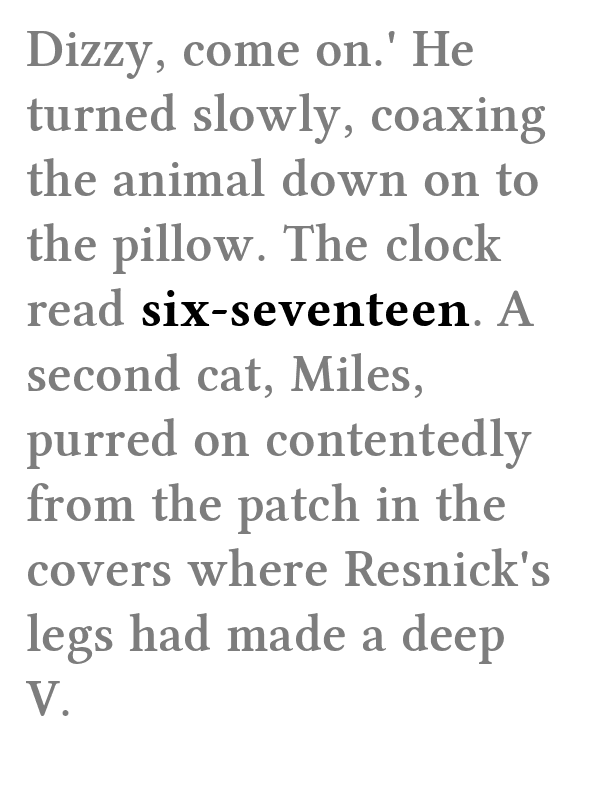 Dizzy, come on.' He
turned slowly, coaxing
the animal down on to
the pillow. The clock
read six-seventeen. A
second cat, Miles,
purred on contentedly
from the patch in the
covers where Resnick's
legs had made a deep
V.